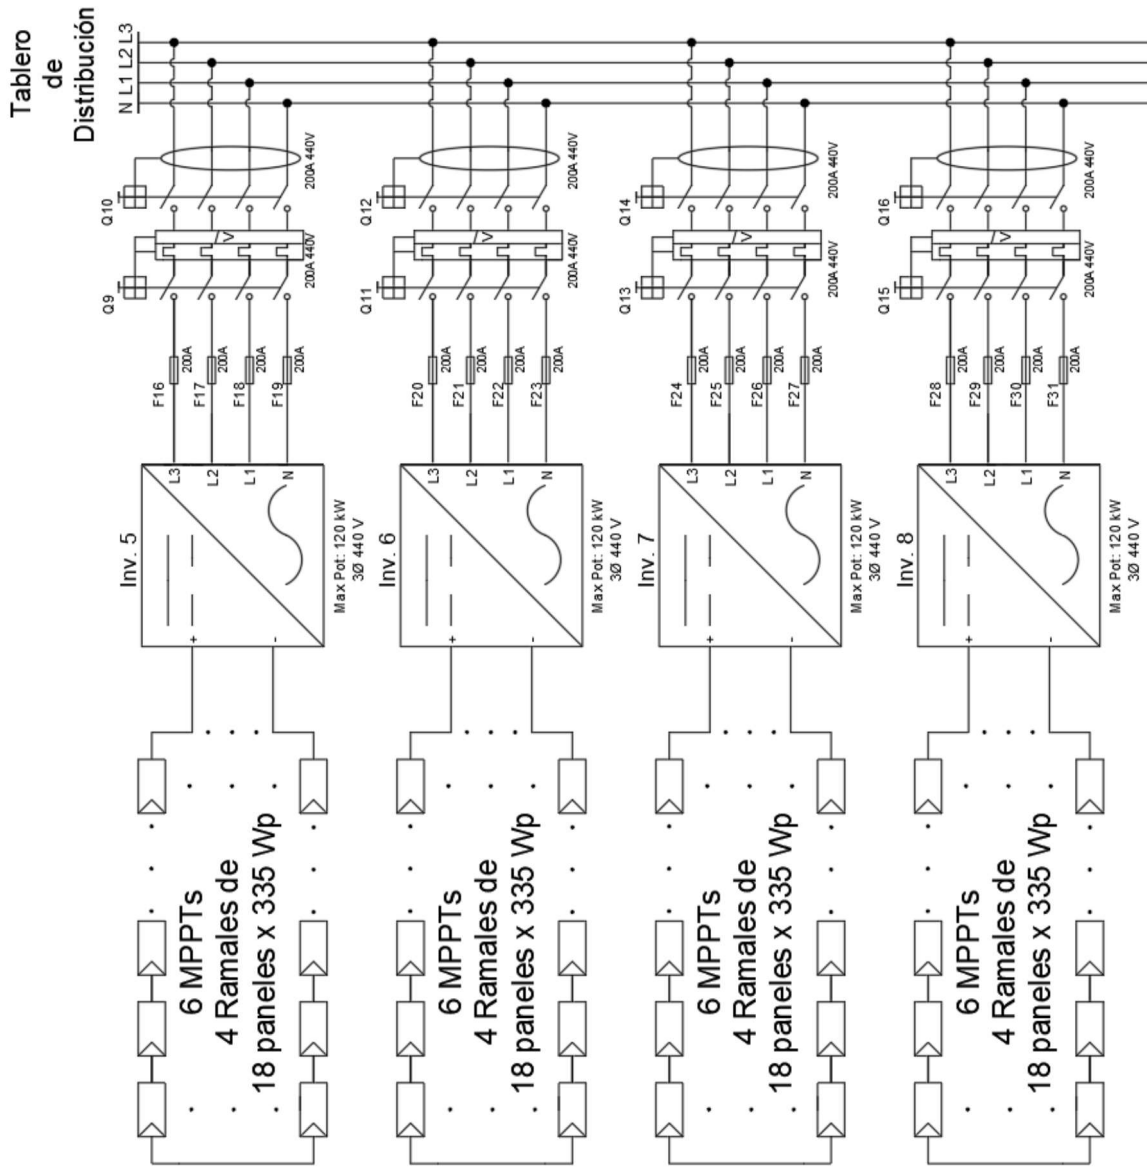 Tablero
de
Distribución
N L1 L2 L3
Q10
200A 440V
Q9
200A 440V
F16
200A
F17
200A
F18
200A
F19
200A
Inv. 5
L3
L2
L1
N
+
-
Max Pot: 120 kW
3Ø 440 V
6 MPPTs
4 Ramales de
18 paneles x 335 Wp
Q12
200A 440V
Q11
200A 440V
F20
200A
F21
200A
F22
200A
F23
200A
Inv. 6
L3
L2
L1
N
+
-
Max Pot: 120 kW
3Ø 440 V
6 MPPTs
4 Ramales de
18 paneles x 335 Wp
Q14
200A 440V
Q13
200A 440V
F24
200A
F25
200A
F26
200A
F27
200A
Inv. 7
L3
L2
L1
N
+
-
Max Pot: 120 kW
3Ø 440 V
6 MPPTs
4 Ramales de
18 paneles x 335 Wp
Q16
200A 440V
Q15
200A 440V
F28
200A
F29
200A
F30
200A
F31
200A
Inv. 8
L3
L2
L1
N
+
-
Max Pot: 120 kW
3Ø 440 V
6 MPPTs
4 Ramales de
18 paneles x 335 Wp